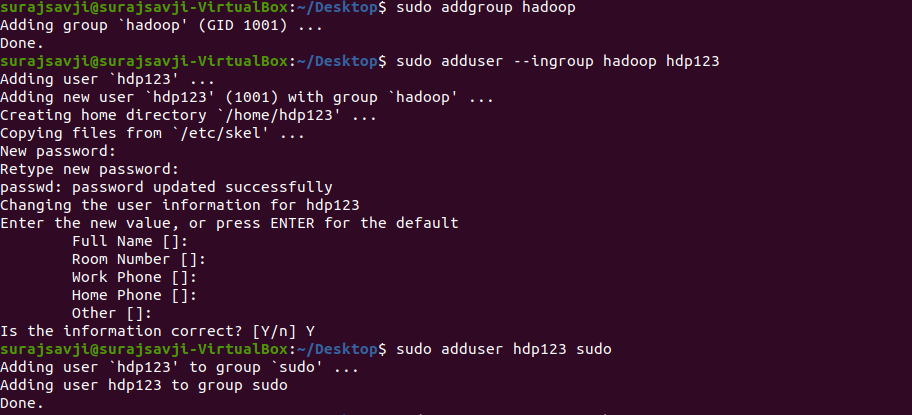 surajsavji@surajsavji-VirtualBox:~/Desktop$ sudo addgroup hadoop
Adding group `hadoop' (GID 1001) ...
Done.
surajsavji@surajsavji-VirtualBox:~/Desktop$ sudo adduser --ingroup hadoop hdp123
Adding user `hdp123' ...
Adding new user `hdp123' (1001) with group `hadoop' ...
Creating home directory `/home/hdp123' ...
Copying files from `/etc/skel' ...
New password:
Retype new password:
passwd: password updated successfully
Changing the user information for hdp123
Enter the new value, or press ENTER for the default
        Full Name []:
        Room Number []:
        Work Phone []:
        Home Phone []:
        Other []:
Is the information correct? [Y/n] Y
surajsavji@surajsavji-VirtualBox:~/Desktop$ sudo adduser hdp123 sudo
Adding user `hdp123' to group `sudo' ...
Adding user hdp123 to group sudo
Done.